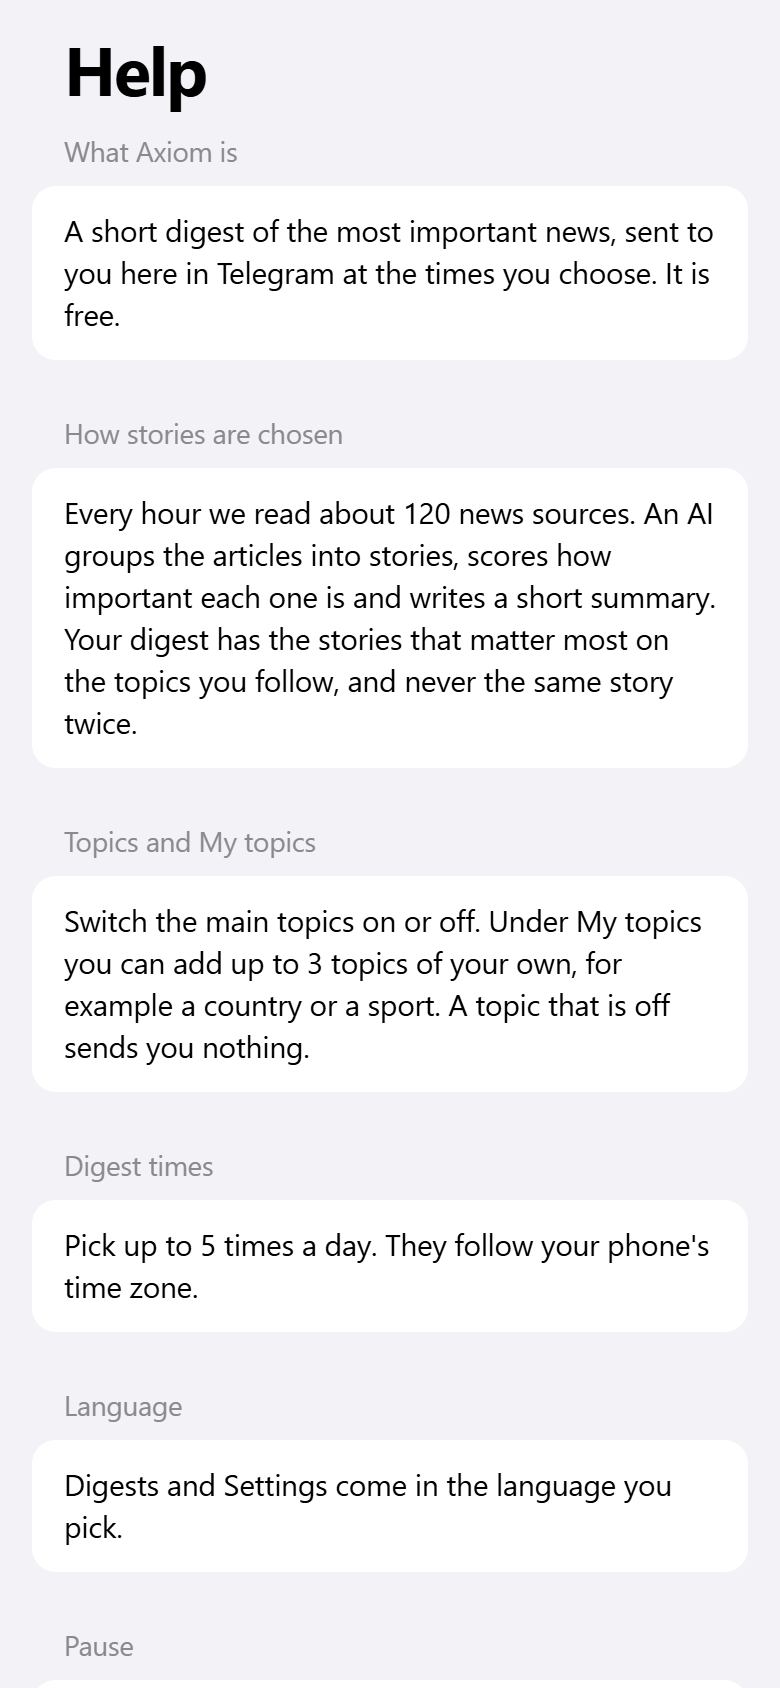 Help
What Axiom is
A short digest of the most important news, sent to
you here in Telegram at the times you choose. It is
free.
How stories are chosen
Every hour we read about 120 news sources. An AI
groups the articles into stories, scores how
important each one is and writes a short summary.
Your digest has the stories that matter most on
the topics you follow, and never the same story
twice.
Topics and My topics
Switch the main topics on or off. Under My topics
you can add up to 3 topics of your own, for
example a country or a sport. A topic that is off
sends you nothing.
Digest times
Pick up to 5 times a day. They follow your phone's
time zone.
Language
Digests and Settings come in the language you
pick.
Pause